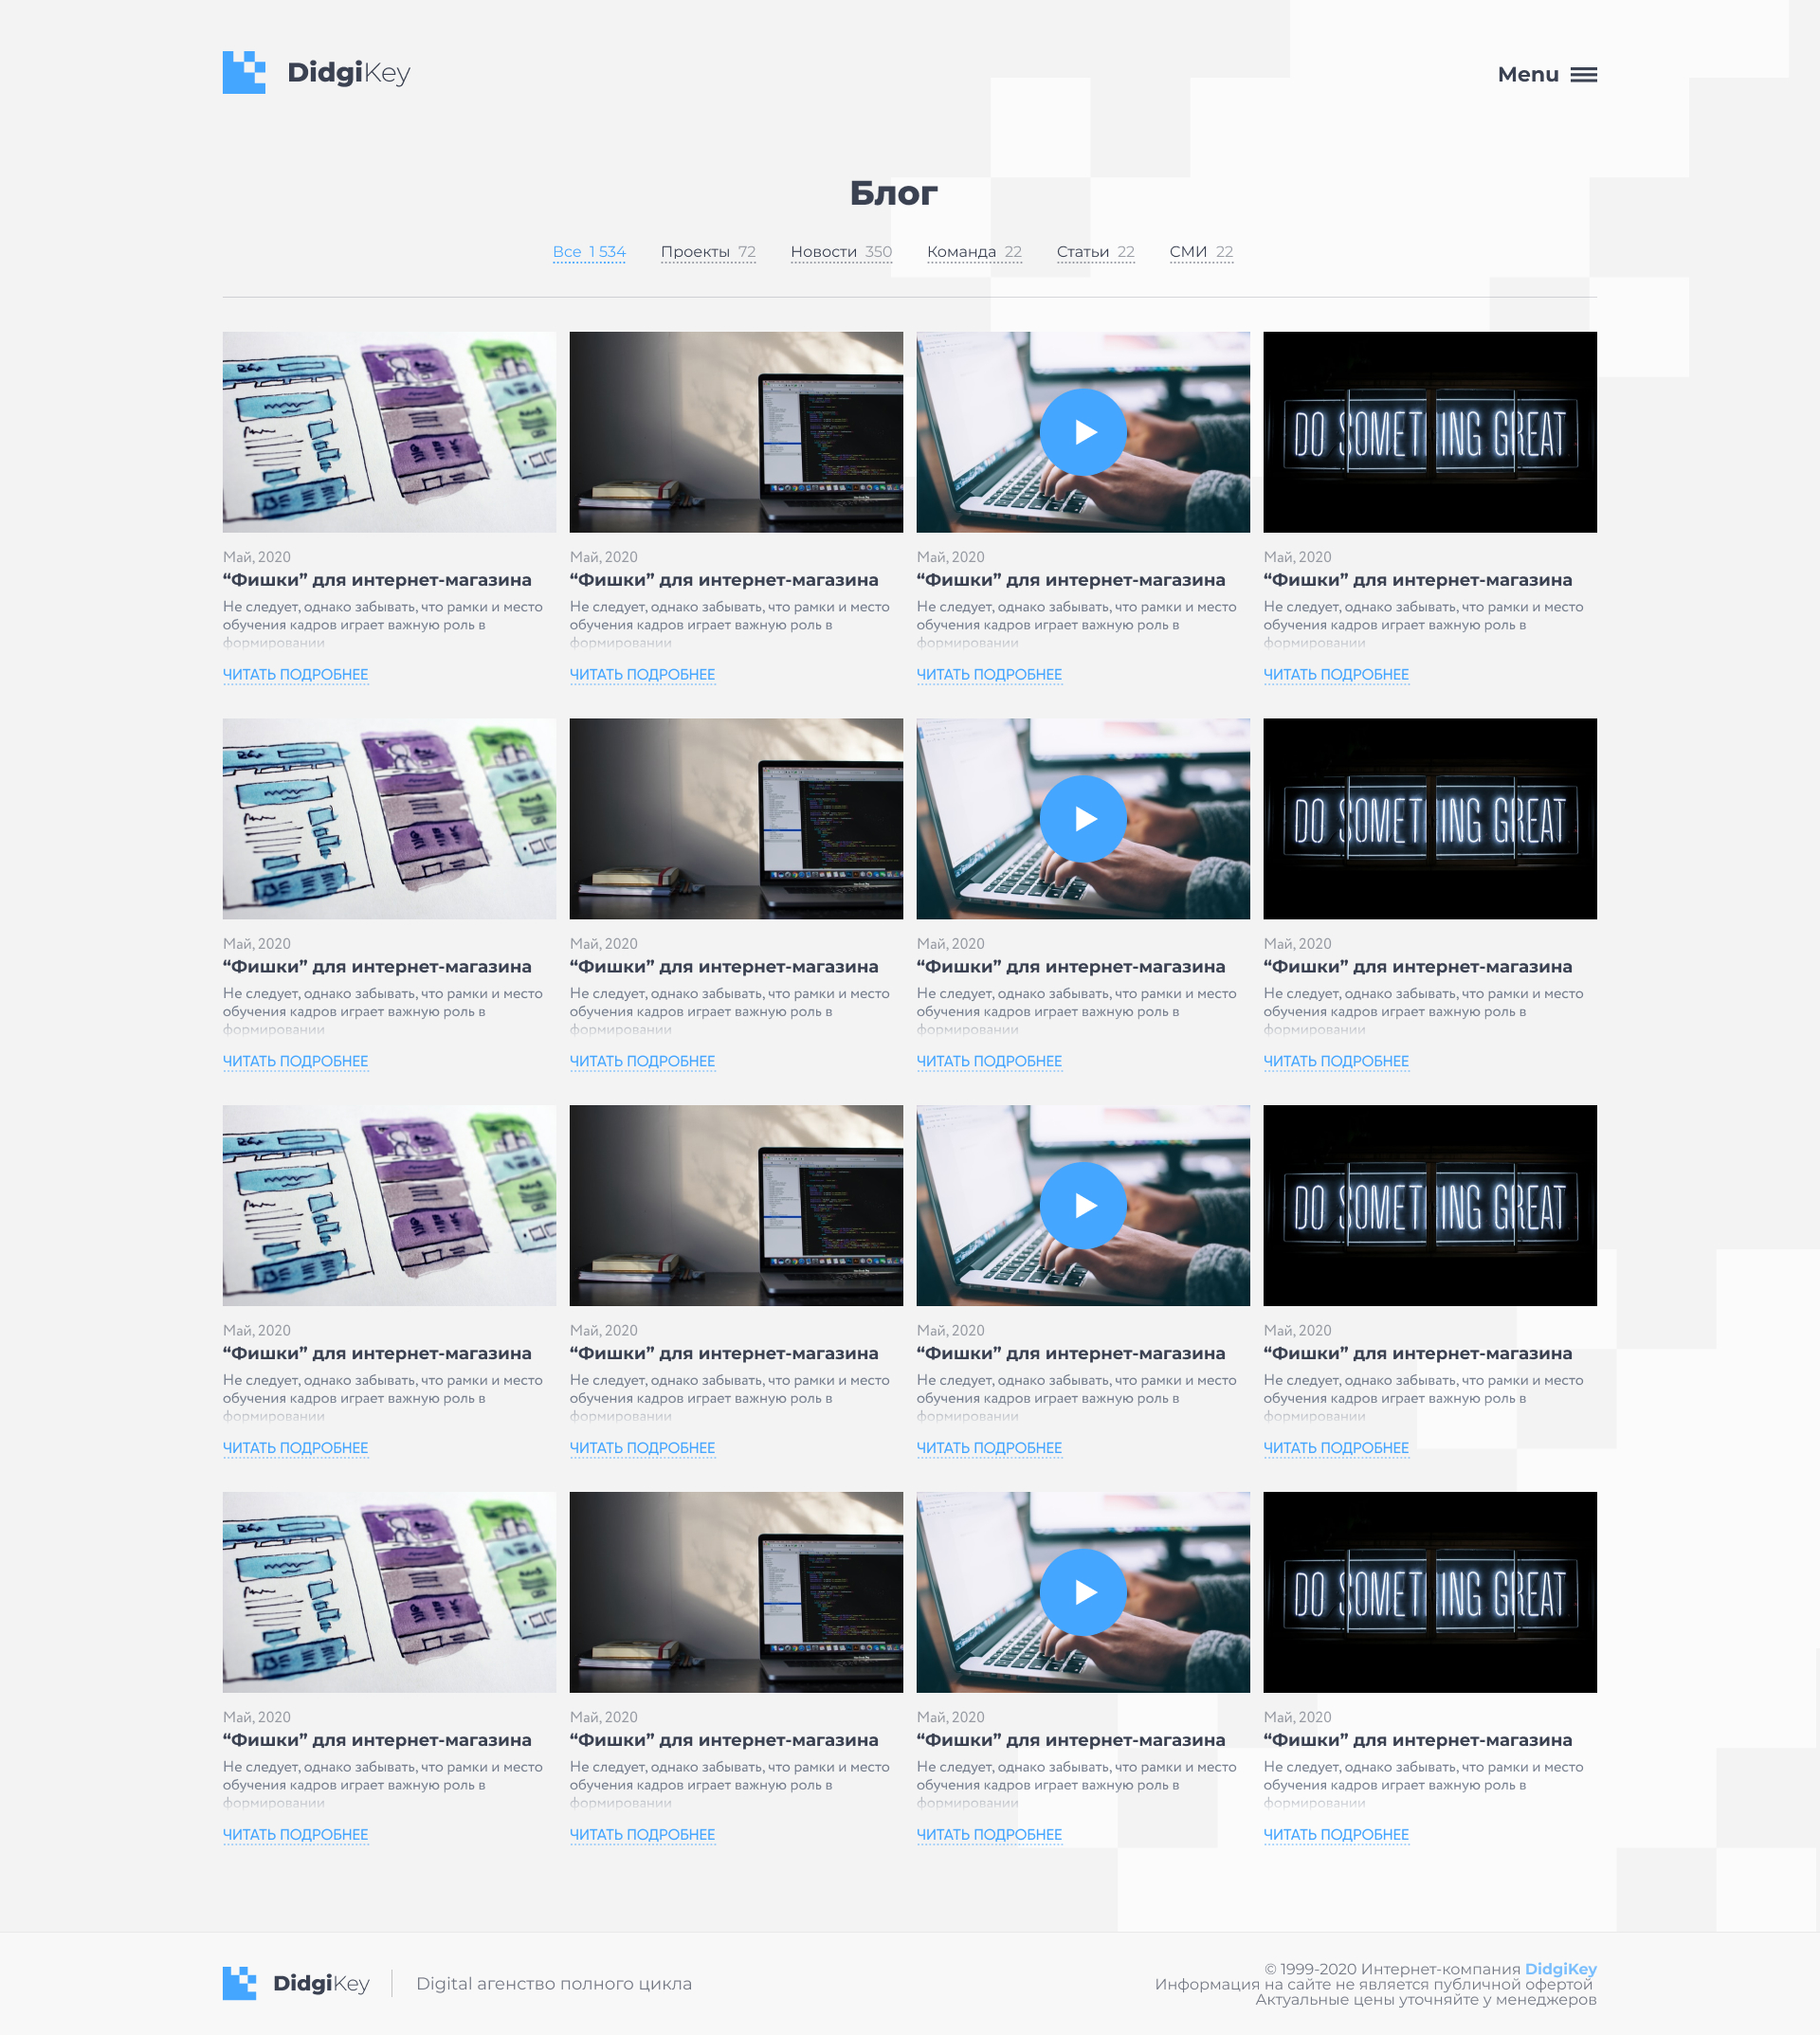 DidgiKey
Menu
Блог
Все 1 534 Проекты 72 Новости 350 Команда 22 Статьи 22 СМИ 22
DO SOMETHING GREAT
Май, 2020 Май, 2020 Май, 2020 Май, 2020
“Фишки” для интернет-магазина “Фишки” для интернет-магазина “Фишки” для интернет-магазина “Фишки” для интернет-магазина
Не следует, однако забывать, что рамки и место Не следует, однако забывать, что рамки и место Не следует, однако забывать, что рамки и место Не следует, однако забывать, что рамки и место
обучения кадров играет важную роль в обучения кадров играет важную роль в обучения кадров играет важную роль в обучения кадров играет важную роль в
формировании формировании формировании формировании
ЧИТАТЬ ПОДРОБНЕЕ ЧИТАТЬ ПОДРОБНЕЕ ЧИТАТЬ ПОДРОБНЕЕ ЧИТАТЬ ПОДРОБНЕЕ
DO SOMETHING GREAT
Май, 2020 Май, 2020 Май, 2020 Май, 2020
“Фишки” для интернет-магазина “Фишки” для интернет-магазина “Фишки” для интернет-магазина “Фишки” для интернет-магазина
Не следует, однако забывать, что рамки и место Не следует, однако забывать, что рамки и место Не следует, однако забывать, что рамки и место Не следует, однако забывать, что рамки и место
обучения кадров играет важную роль в обучения кадров играет важную роль в обучения кадров играет важную роль в обучения кадров играет важную роль в
формировании формировании формировании формировании
ЧИТАТЬ ПОДРОБНЕЕ ЧИТАТЬ ПОДРОБНЕЕ ЧИТАТЬ ПОДРОБНЕЕ ЧИТАТЬ ПОДРОБНЕЕ
DO SOMETHING GREAT
Май, 2020 Май, 2020 Май, 2020 Май, 2020
“Фишки” для интернет-магазина “Фишки” для интернет-магазина “Фишки” для интернет-магазина “Фишки” для интернет-магазина
Не следует, однако забывать, что рамки и место Не следует, однако забывать, что рамки и место Не следует, однако забывать, что рамки и место Не следует, однако забывать, что рамки и место
обучения кадров играет важную роль в обучения кадров играет важную роль в обучения кадров играет важную роль в обучения кадров играет важную роль в
формировании формировании формировании формировании
ЧИТАТЬ ПОДРОБНЕЕ ЧИТАТЬ ПОДРОБНЕЕ ЧИТАТЬ ПОДРОБНЕЕ ЧИТАТЬ ПОДРОБНЕЕ
DO SOMETHING GREAT
Май, 2020 Май, 2020 Май, 2020 Май, 2020
“Фишки” для интернет-магазина “Фишки” для интернет-магазина “Фишки” для интернет-магазина “Фишки” для интернет-магазина
Не следует, однако забывать, что рамки и место Не следует, однако забывать, что рамки и место Не следует, однако забывать, что рамки и место Не следует, однако забывать, что рамки и место
обучения кадров играет важную роль в обучения кадров играет важную роль в обучения кадров играет важную роль в обучения кадров играет важную роль в
формировании формировании формировании формировании
ЧИТАТЬ ПОДРОБНЕЕ ЧИТАТЬ ПОДРОБНЕЕ ЧИТАТЬ ПОДРОБНЕЕ ЧИТАТЬ ПОДРОБНЕЕ
DidgiKey
Digital агенство полного цикла
© 1999-2020 Интернет-компания DidgiKey
Информация на сайте не является публичной офертой
Актуальные цены уточняйте у менеджеров